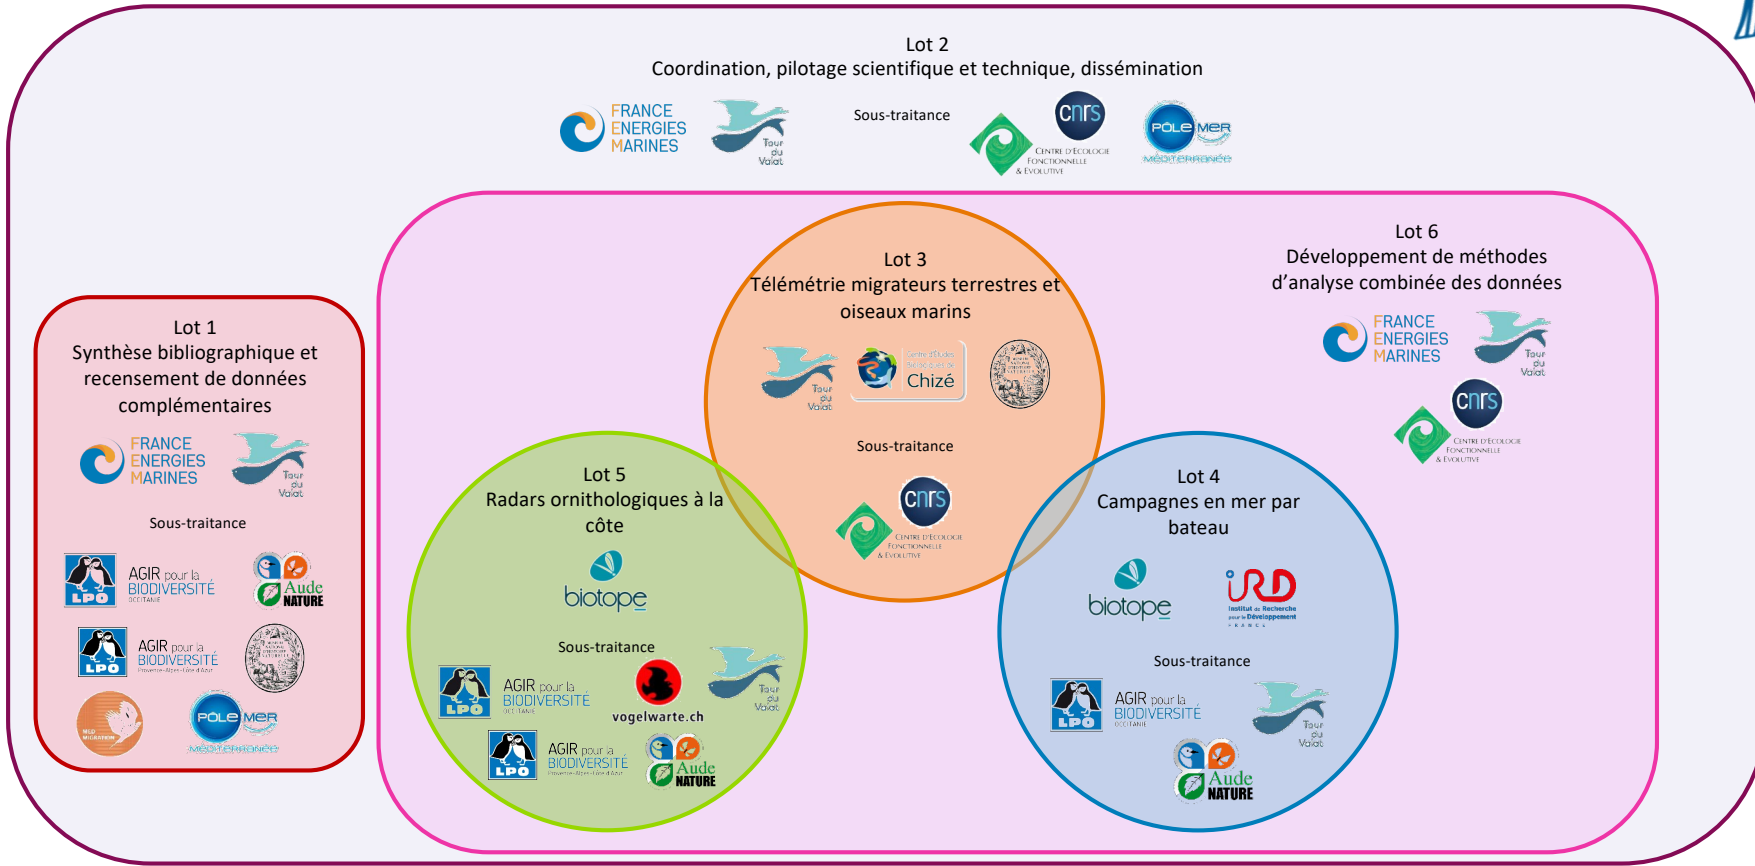 Lot 2
Coordination, pilotage scientifique et technique, dissémination
FRANCE
ENERGIES
MARINES
Tour
du
Valat
Sous-traitance
cnrs
CENTRE D'ECOLOGIE
FONCTIONNELLE
& EVOLUTIVE
PÔLE MER
MÉDITERRANÉE
Lot 1
Synthèse bibliographique et
recensement de données
complémentaires
FRANCE
ENERGIES
MARINES
Tour
du
Valat
Sous-traitance
LPO
AGIR pour la
BIODIVERSITÉ
OCCITANIE
Aude
NATURE
LPO
AGIR pour la
BIODIVERSITÉ
Provence-Alpes-Côte d'Azur
MIGRATION
PÔLE MER
MÉDITERRANÉE
Lot 3
Télémétrie migrateurs terrestres et
oiseaux marins
Tour
du
Valat
Centre d'Études
Biologiques de
Chizé
Sous-traitance
cnrs
CENTRE D'ECOLOGIE
FONCTIONNELLE
& EVOLUTIVE
Lot 6
Développement de méthodes
d'analyse combinée des données
FRANCE
ENERGIES
MARINES
Tour
du
Valat
cnrs
CENTRE D'ECOLOGIE
FONCTIONNELLE
& EVOLUTIVE
Lot 5
Radars ornithologiques à la
côte
biotope
Sous-traitance
LPO
AGIR pour la
BIODIVERSITÉ
OCCITANIE
vogelwarte.ch
Tour
du
Valat
LPO
AGIR pour la
BIODIVERSITÉ
Provence-Alpes-Côte d'Azur
Aude
NATURE
Lot 4
Campagnes en mer par
bateau
biotope
IRD
Institut de Recherche
pour le Développement
FRANCE
Sous-traitance
LPO
AGIR pour la
BIODIVERSITÉ
OCCITANIE
Tour
du
Valat
Aude
NATURE